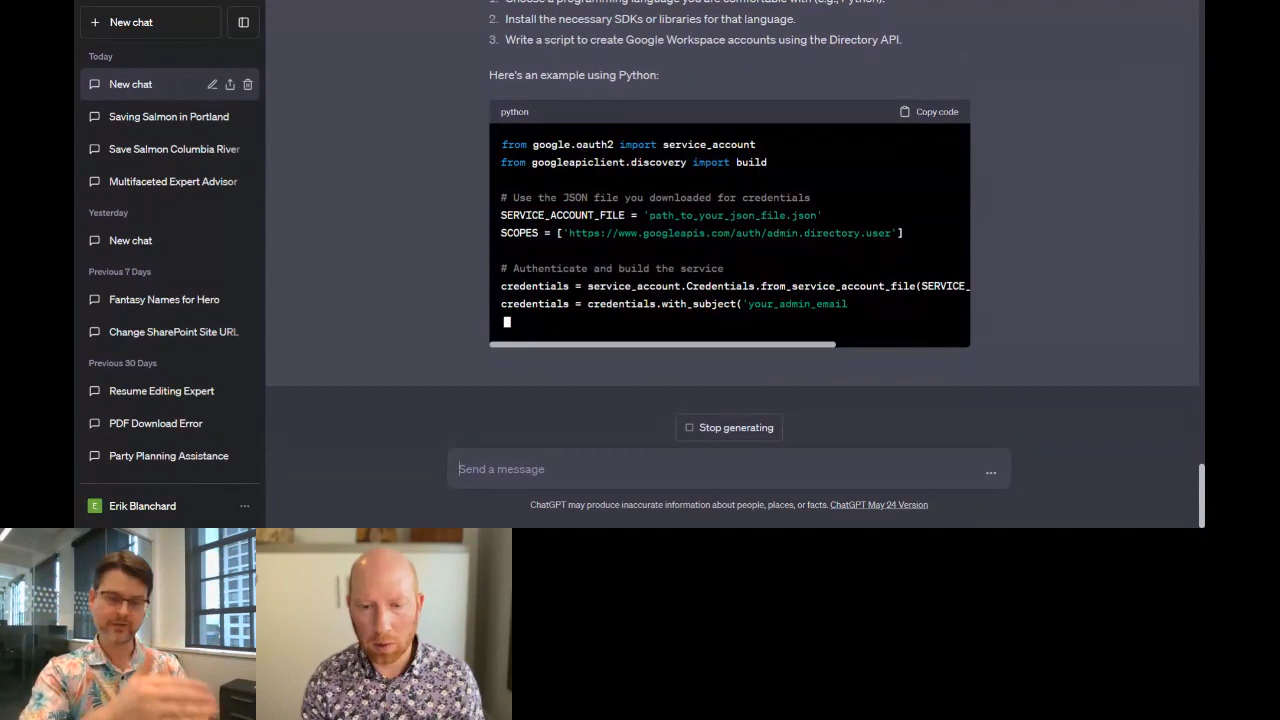 New chat
Today
New chat
Saving Salmon in Portland
Save Salmon Columbia River
Multifaceted Expert Advisor
Yesterday
New chat
Previous 7 Days
Fantasy Names for Hero
Change SharePoint Site URL
Previous 30 Days
Resume Editing Expert
PDF Download Error
Party Planning Assistance
E Erik Blanchard
2. Install the necessary SDKs or libraries for that language.
3. Write a script to create Google Workspace accounts using the Directory API.
Here's an example using Python:
python Copy code
from google.oauth2 import service_account
from googleapiclient.discovery import build
# Use the JSON file you downloaded for credentials
SERVICE_ACCOUNT_FILE = 'path_to_your_json_file.json'
SCOPES = ['https://www.googleapis.com/auth/admin.directory.user']
# Authenticate and build the service
credentials = service_account.Credentials.from_service_account_file(SERVICE_
credentials = credentials.with_subject('your_admin_email
Stop generating
Send a message
ChatGPT may produce inaccurate information about people, places, or facts. ChatGPT May 24 Version